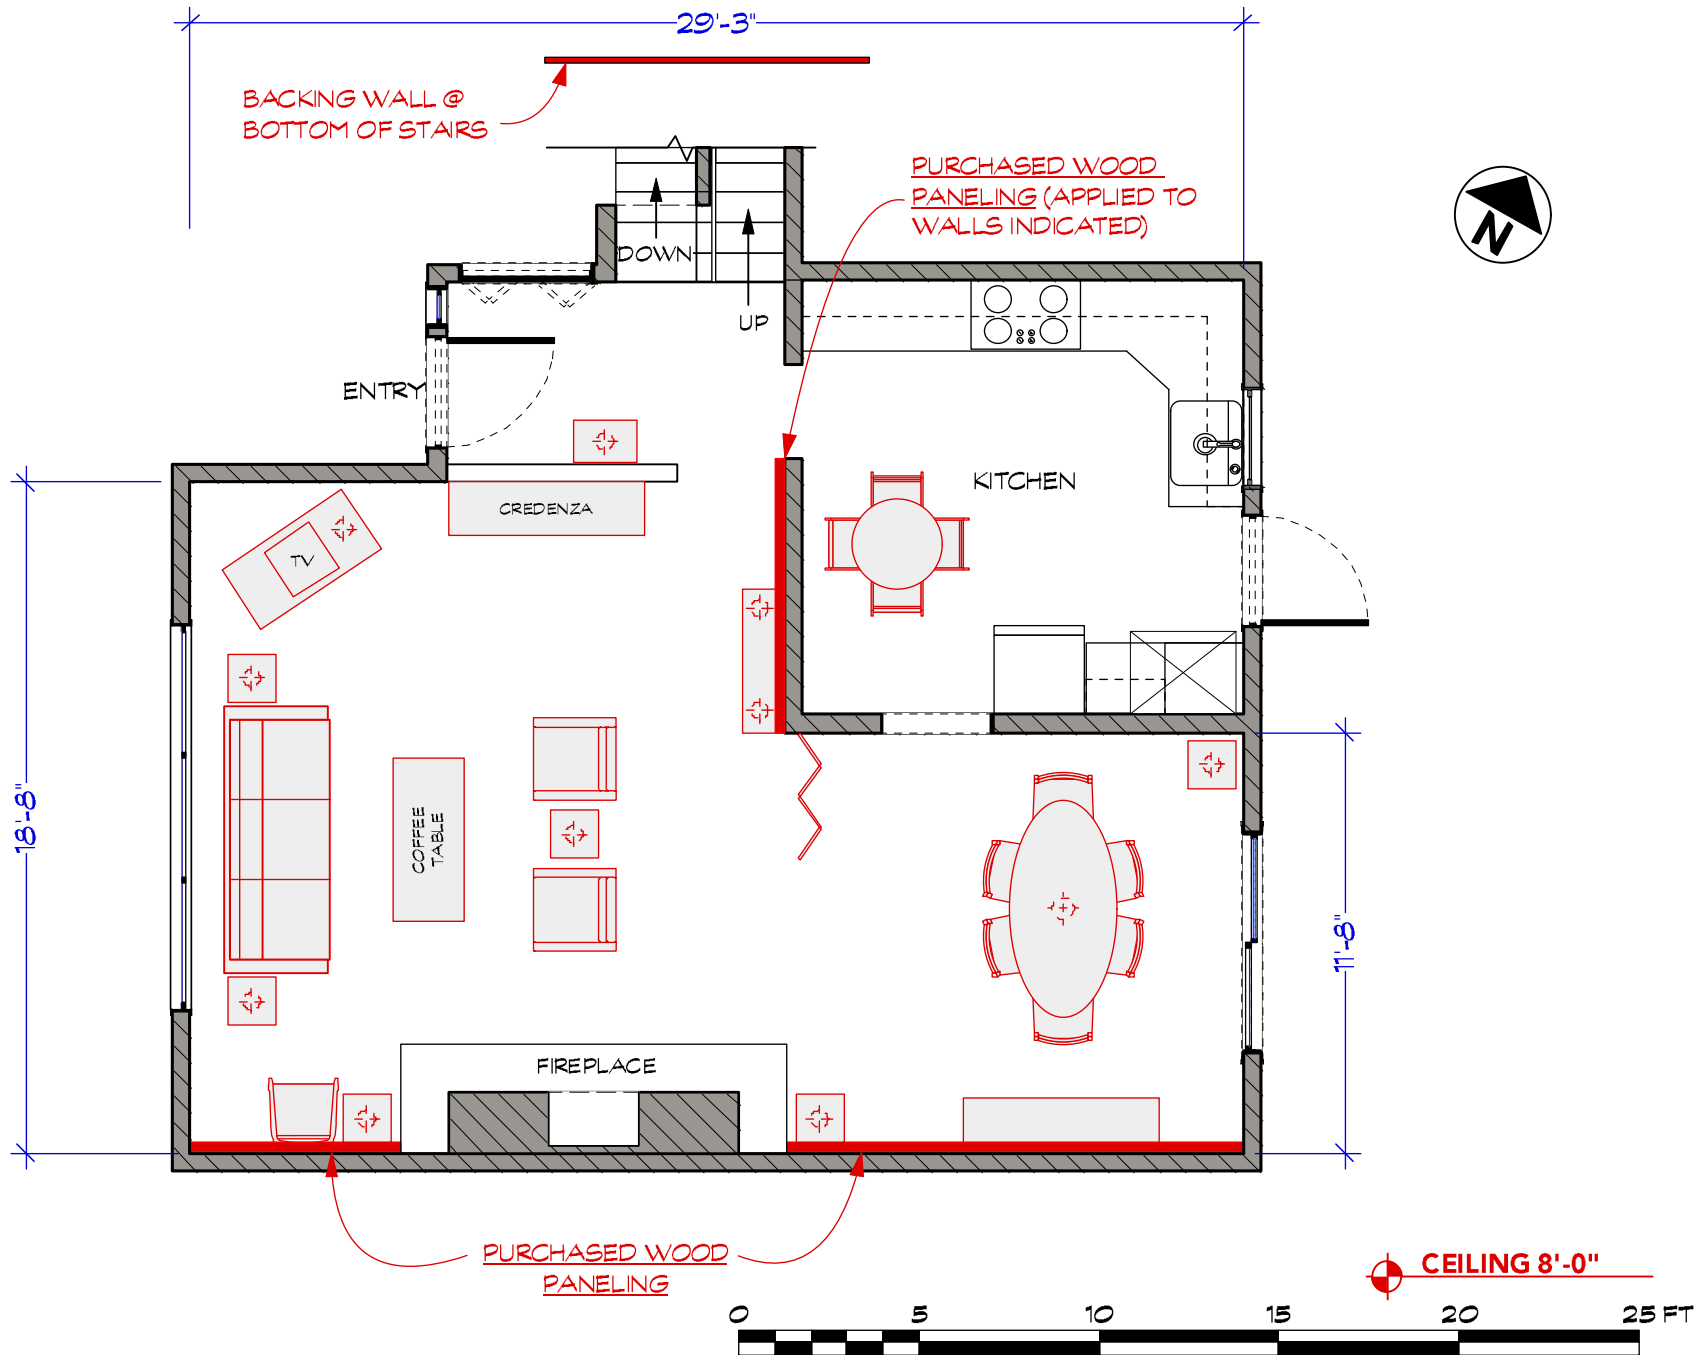 29'-3"
BACKING WALL @
BOTTOM OF STAIRS
PURCHASED WOOD
PANELING (APPLIED TO
WALLS INDICATED)
N
DOWN
UP
ENTRY
KITCHEN
CREDENZA
TV
18'-8"
COFFEE
TABLE
11'-8"
FIREPLACE
PURCHASED WOOD
PANELING
CEILING 8'-0"
0 5 10 15 20 25 FT